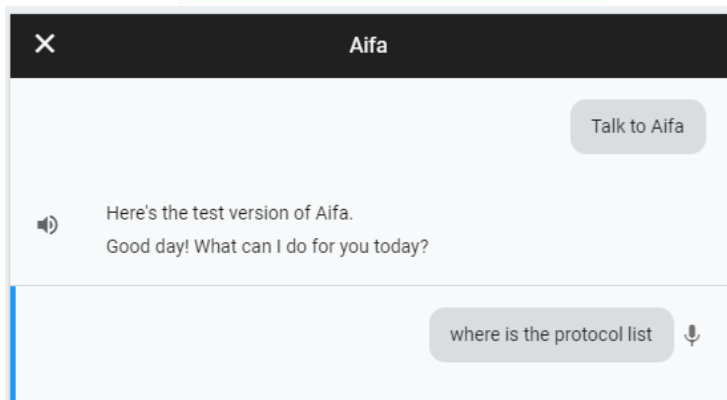 Aifa
Talk to Aifa
Here's the test version of Aifa.
Good day! What can I do for you today?
where is the protocol list